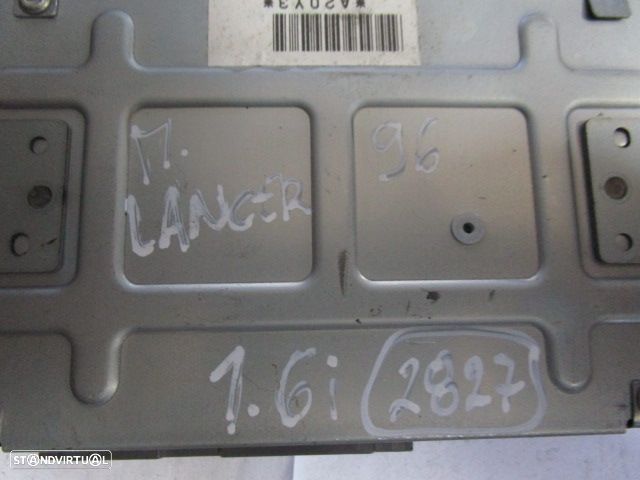 *A20Y3*
M. 96
LANCER
1.6i 2827
STANDVIRTUAL